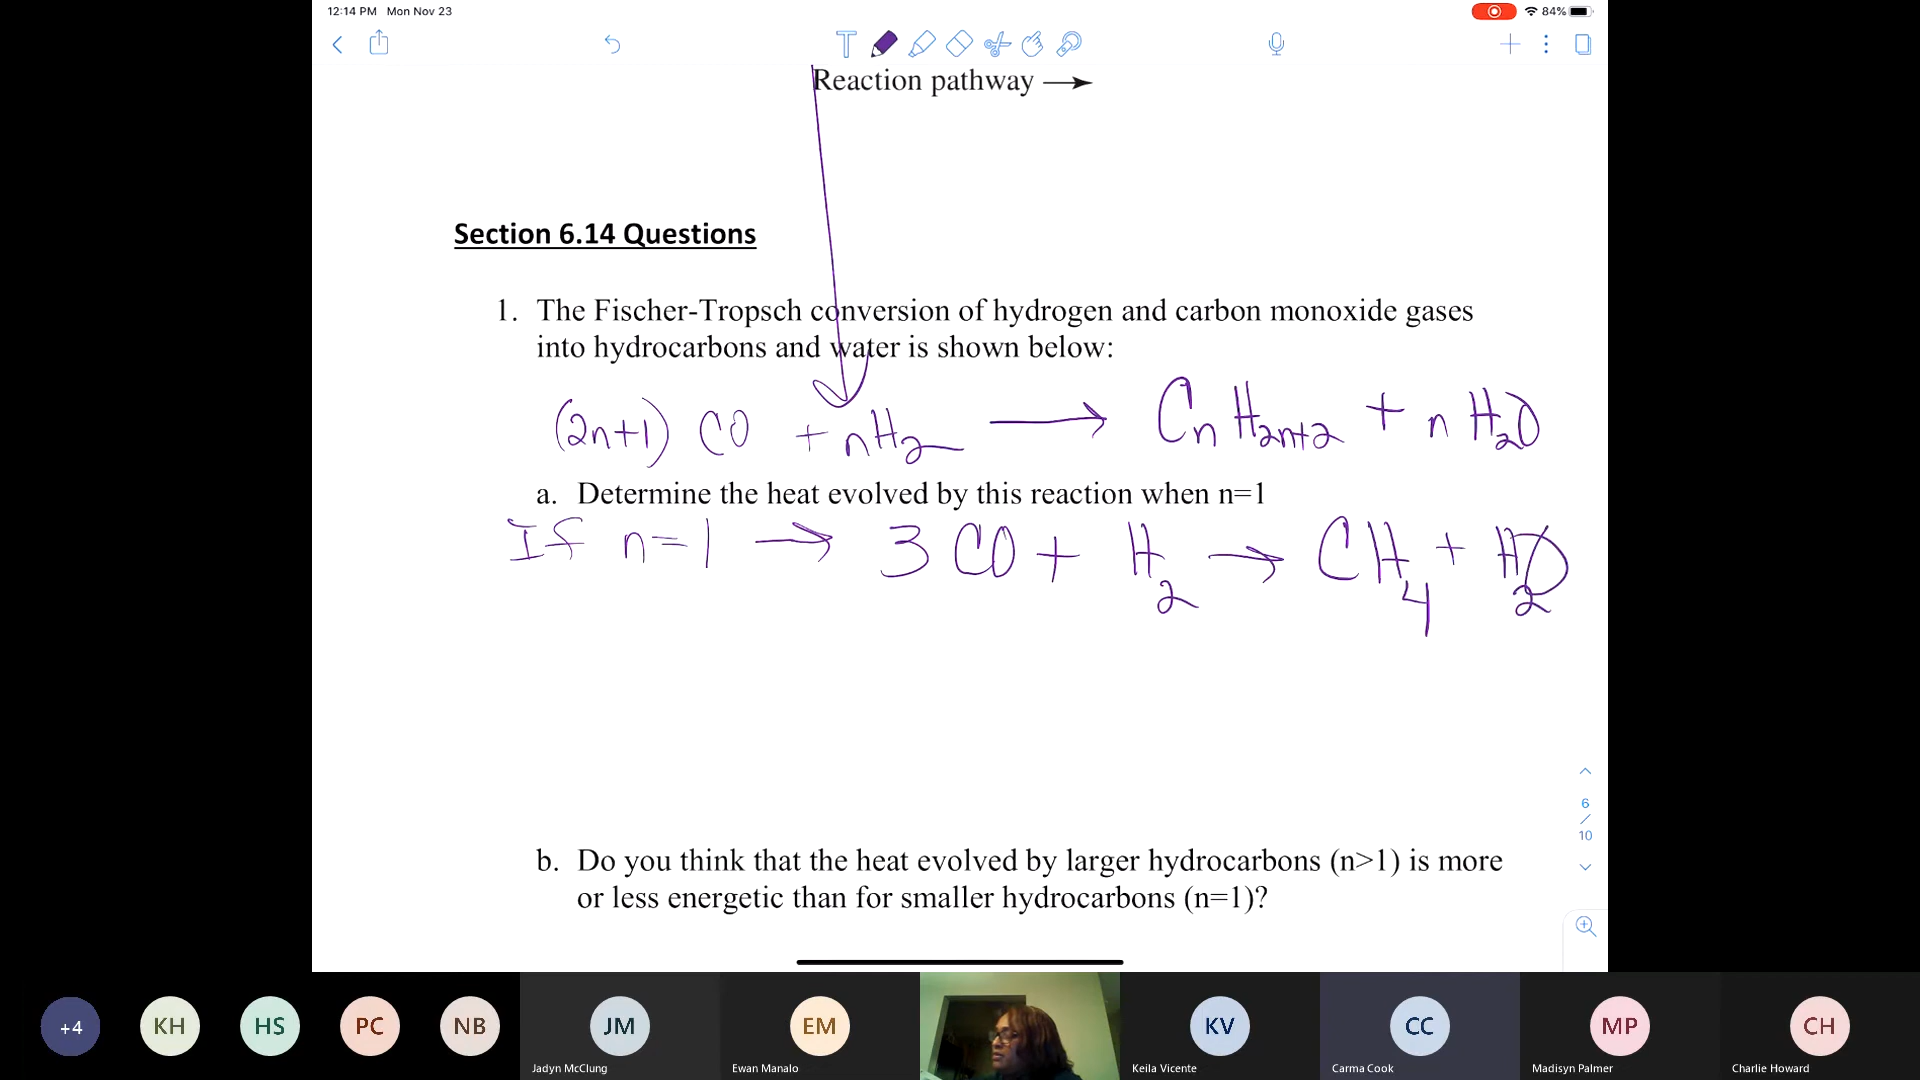 12:14 PM Mon Nov 23
84%
T
Reaction pathway →
Section 6.14 Questions
1. The Fischer-Tropsch conversion of hydrogen and carbon monoxide gases
into hydrocarbons and water is shown below:
(2n+1) CO + nH₂ → CₙH₂ₙ₊₂ + n H₂O
a. Determine the heat evolved by this reaction when n=1
If n=1 → 3 CO + H₂ → CH₄ + H₂O
6
/
10
b. Do you think that the heat evolved by larger hydrocarbons (n>1) is more
or less energetic than for smaller hydrocarbons (n=1)?
+4 KH HS PC NB JM EM KV CC MP CH
Jadyn McClung Ewan Manalo Keila Vicente Carma Cook Madisyn Palmer Charlie Howard